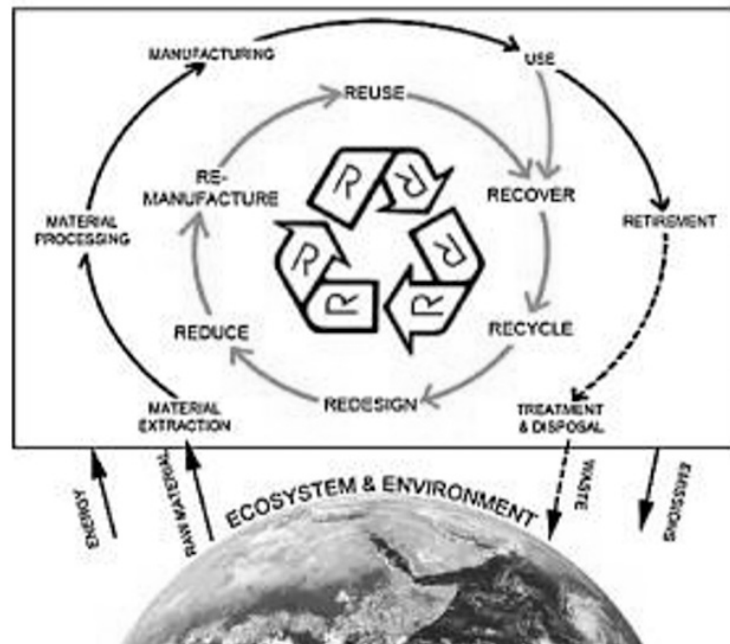 MANUFACTURING
USE
REUSE
RE-
MANUFACTURE
RECOVER
MATERIAL
PROCESSING
RETIREMENT
REDUCE
RECYCLE
REDESIGN
MATERIAL
EXTRACTION
TREATMENT
& DISPOSAL
R
R
R
R
R
ENERGY
RAW MATERIAL
ECOSYSTEM & ENVIRONMENT
WASTE
EMISSIONS